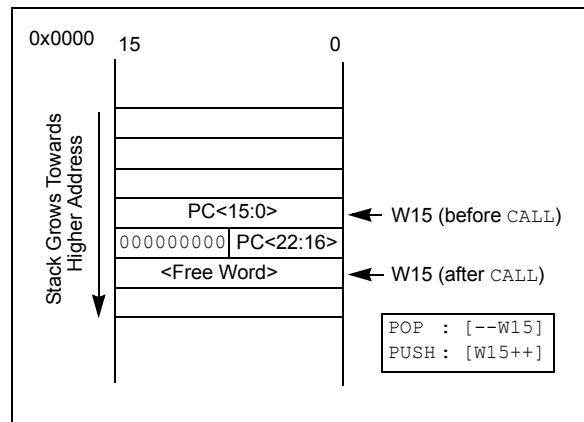 0x0000
15 0
Stack Grows Towards
Higher Address
PC<15:0>
W15 (before CALL)
000000000 PC<22:16>
<Free Word>
W15 (after CALL)
POP : [--W15]
PUSH : [W15++]